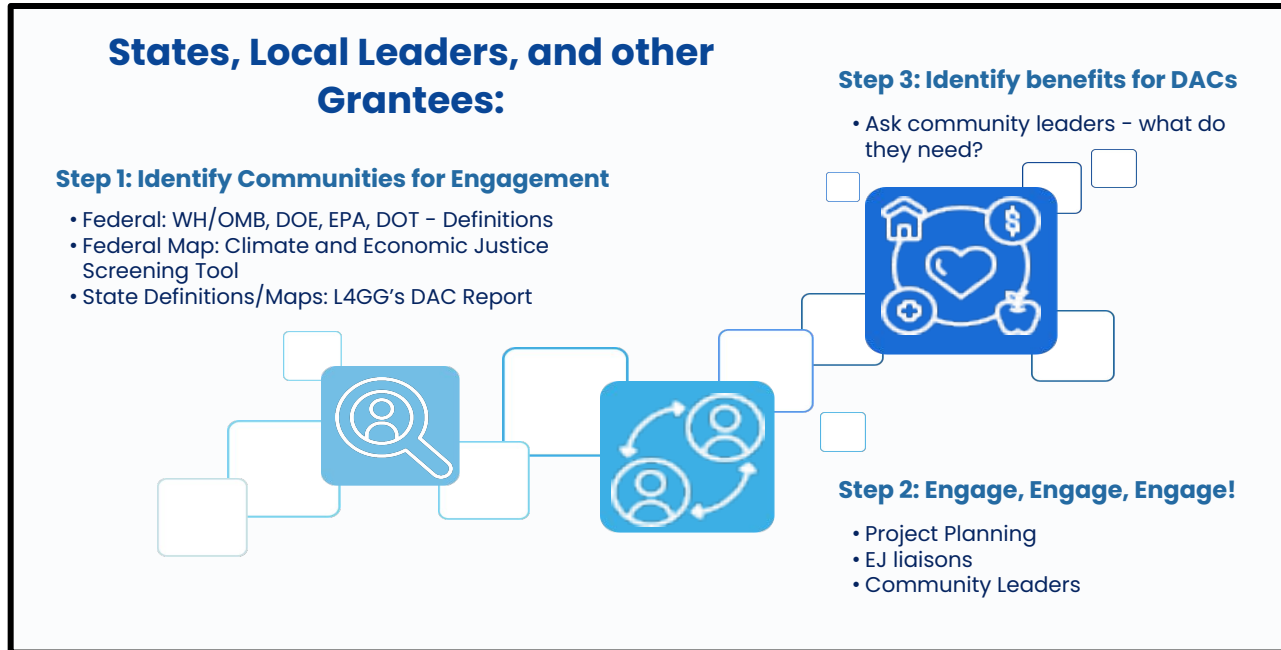 States, Local Leaders, and other
Grantees:
Step 1: Identify Communities for Engagement
• Federal: WH/OMB, DOE, EPA, DOT - Definitions
• Federal Map: Climate and Economic Justice
Screening Tool
• State Definitions/Maps: L4GG's DAC Report
Step 2: Engage, Engage, Engage!
• Project Planning
• EJ liaisons
• Community Leaders
Step 3: Identify benefits for DACs
• Ask community leaders - what do
they need?
$